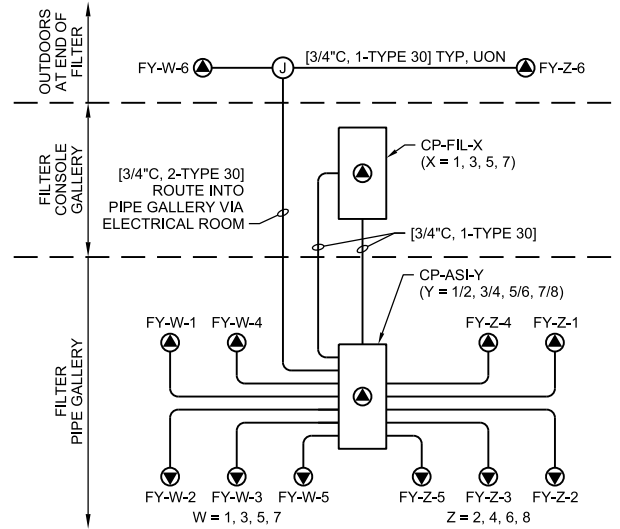 OUTDOORS
AT END OF
FILTER
FY-W-6
J
[3/4"C, 1-TYPE 30] TYP, UON
FY-Z-6
FILTER
CONSOLE
GALLERY
[3/4"C, 2-TYPE 30]
ROUTE INTO
PIPE GALLERY VIA
ELECTRICAL ROOM
CP-FIL-X
(X = 1, 3, 5, 7)
[3/4"C, 1-TYPE 30]
FILTER
PIPE GALLERY
CP-ASI-Y
(Y = 1/2, 3/4, 5/6, 7/8)
FY-W-1
FY-W-4
FY-Z-4
FY-Z-1
FY-W-2
FY-W-3
FY-W-5
FY-Z-5
FY-Z-3
FY-Z-2
W = 1, 3, 5, 7
Z = 2, 4, 6, 8